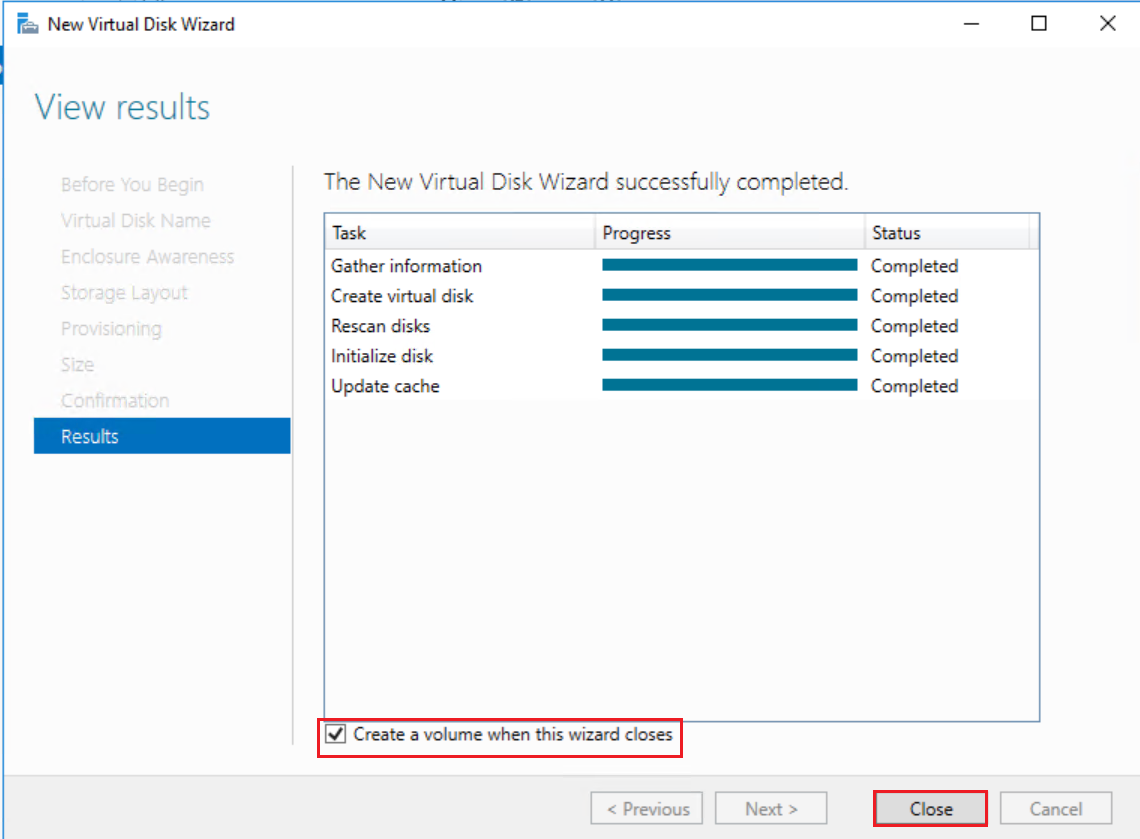 New Virtual Disk Wizard
View results
Before You Begin
Virtual Disk Name
Enclosure Awareness
Storage Layout
Provisioning
Size
Confirmation
Results
The New Virtual Disk Wizard successfully completed.
Task Progress Status
Gather information Completed
Create virtual disk Completed
Rescan disks Completed
Initialize disk Completed
Update cache Completed
Create a volume when this wizard closes
< Previous Next > Close Cancel